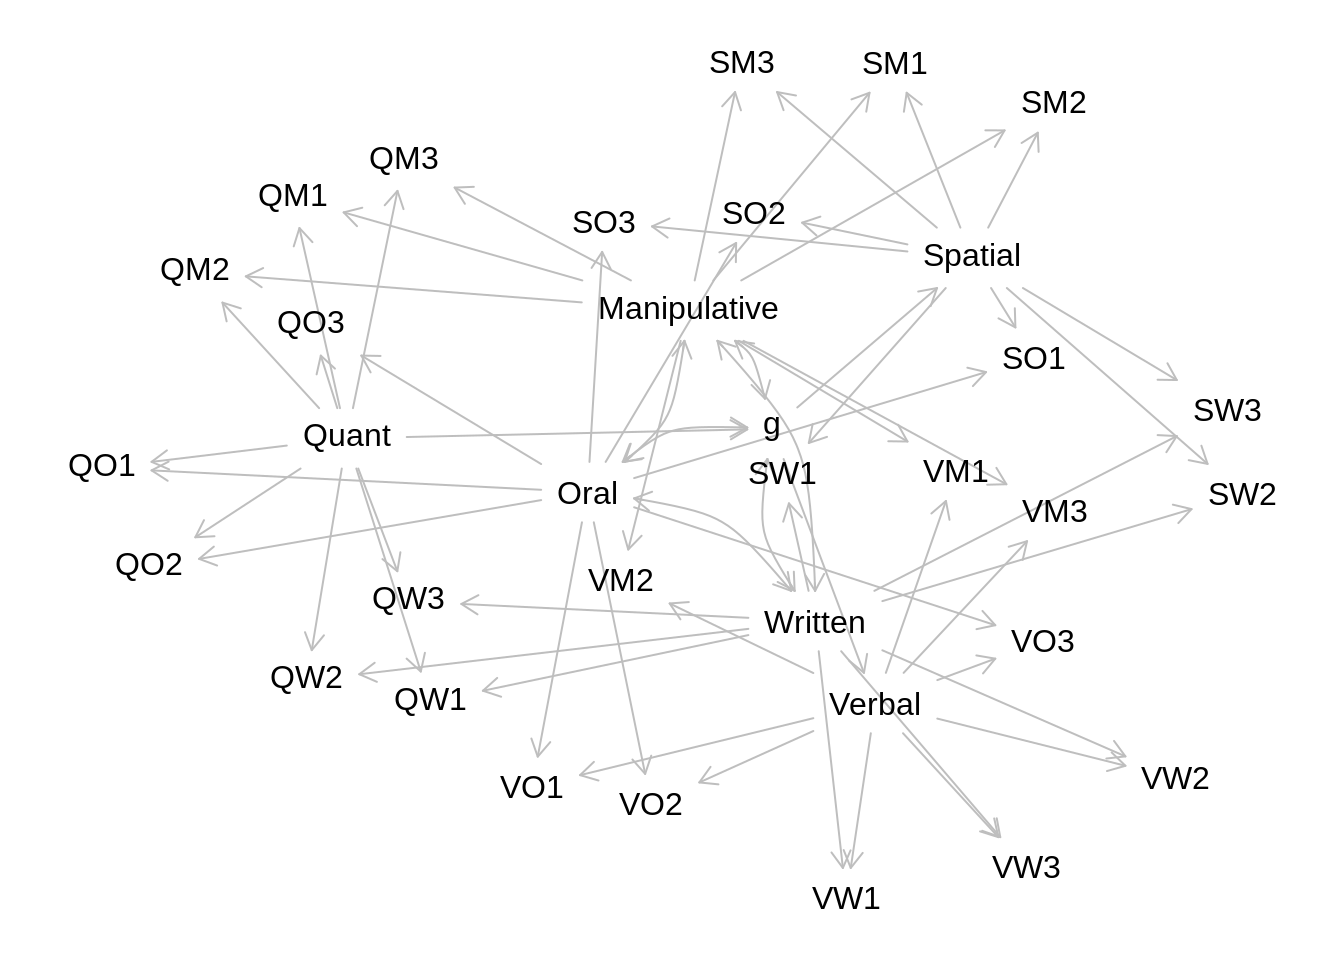 SM3
SM1
SM2
QM3
QM1
SO3
SO2
Spatial
QM2
Manipulative
QO3
SO1
SW3
g
Quant
QO1
SW1
VM1
Oral
SW2
VM3
QO2
VM2
QW3
Written
VO3
QW2
QW1
Verbal
VW2
VO1
VO2
VW3
VW1